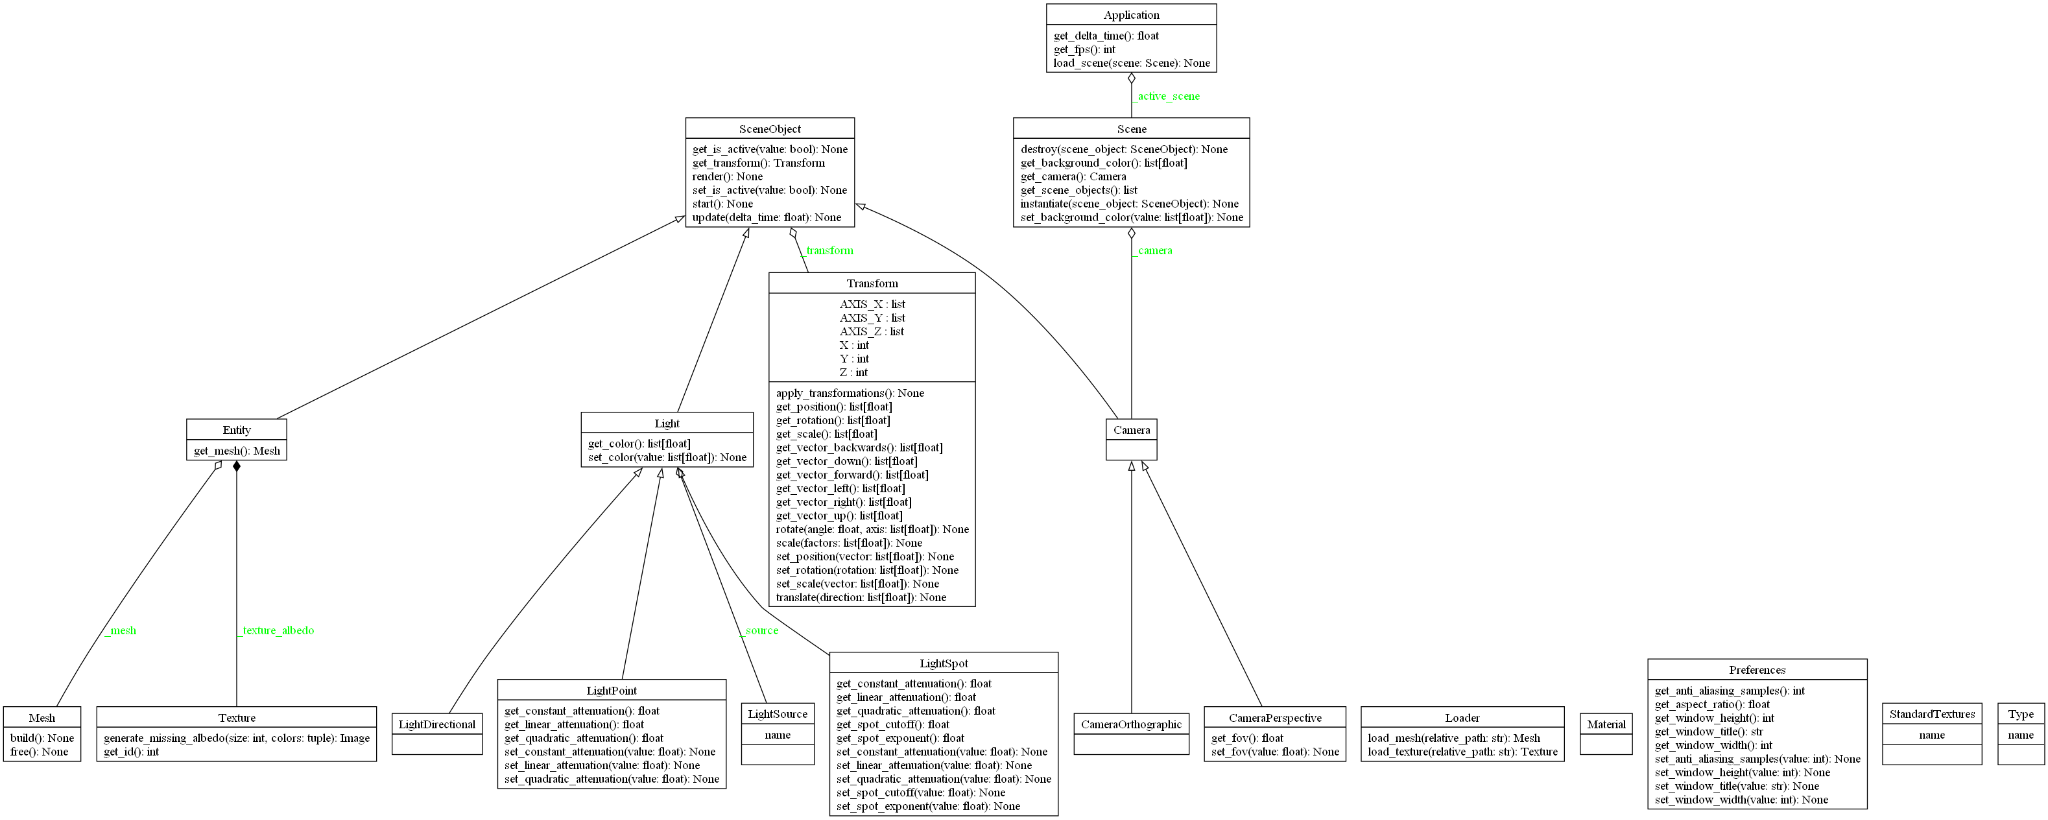 Application
get_delta_time(): float
get_fps(): int
load_scene(scene: Scene): None
_active_scene
SceneObject
get_is_active(value: bool): None
get_transform(): Transform
render(): None
set_is_active(value: bool): None
start(): None
update(delta_time: float): None
Scene
destroy(scene_object: SceneObject): None
get_background_color(): list[float]
get_camera(): Camera
get_scene_objects(): list
instantiate(scene_object: SceneObject): None
set_background_color(value: list[float]): None
_transform
_camera
Transform
AXIS_X : list
AXIS_Y : list
AXIS_Z : list
X : int
Y : int
Z : int
apply_transformations(): None
get_position(): list[float]
get_rotation(): list[float]
get_scale(): list[float]
get_vector_backwards(): list[float]
get_vector_down(): list[float]
get_vector_forward(): list[float]
get_vector_left(): list[float]
get_vector_right(): list[float]
get_vector_up(): list[float]
rotate(angle: float, axis: list[float]): None
scale(factors: list[float]): None
set_position(vector: list[float]): None
set_rotation(rotation: list[float]): None
set_scale(vector: list[float]): None
translate(direction: list[float]): None
Entity
get_mesh(): Mesh
Light
get_color(): list[float]
set_color(value: list[float]): None
Camera
_mesh
_texture_albedo
_source
Mesh
build(): None
free(): None
Texture
generate_missing_albedo(size: int, colors: tuple): Image
get_id(): int
LightDirectional
LightPoint
get_constant_attenuation(): float
get_linear_attenuation(): float
get_quadratic_attenuation(): float
set_constant_attenuation(value: float): None
set_linear_attenuation(value: float): None
set_quadratic_attenuation(value: float): None
LightSource
name
LightSpot
get_constant_attenuation(): float
get_linear_attenuation(): float
get_quadratic_attenuation(): float
get_spot_cutoff(): float
get_spot_exponent(): float
set_constant_attenuation(value: float): None
set_linear_attenuation(value: float): None
set_quadratic_attenuation(value: float): None
set_spot_cutoff(value: float): None
set_spot_exponent(value: float): None
CameraOrthographic
CameraPerspective
get_fov(): float
set_fov(value: float): None
Loader
load_mesh(relative_path: str): Mesh
load_texture(relative_path: str): Texture
Material
Preferences
get_anti_aliasing_samples(): int
get_aspect_ratio(): float
get_window_height(): int
get_window_title(): str
get_window_width(): int
set_anti_aliasing_samples(value: int): None
set_window_height(value: int): None
set_window_title(value: str): None
set_window_width(value: int): None
StandardTextures
name
Type
name